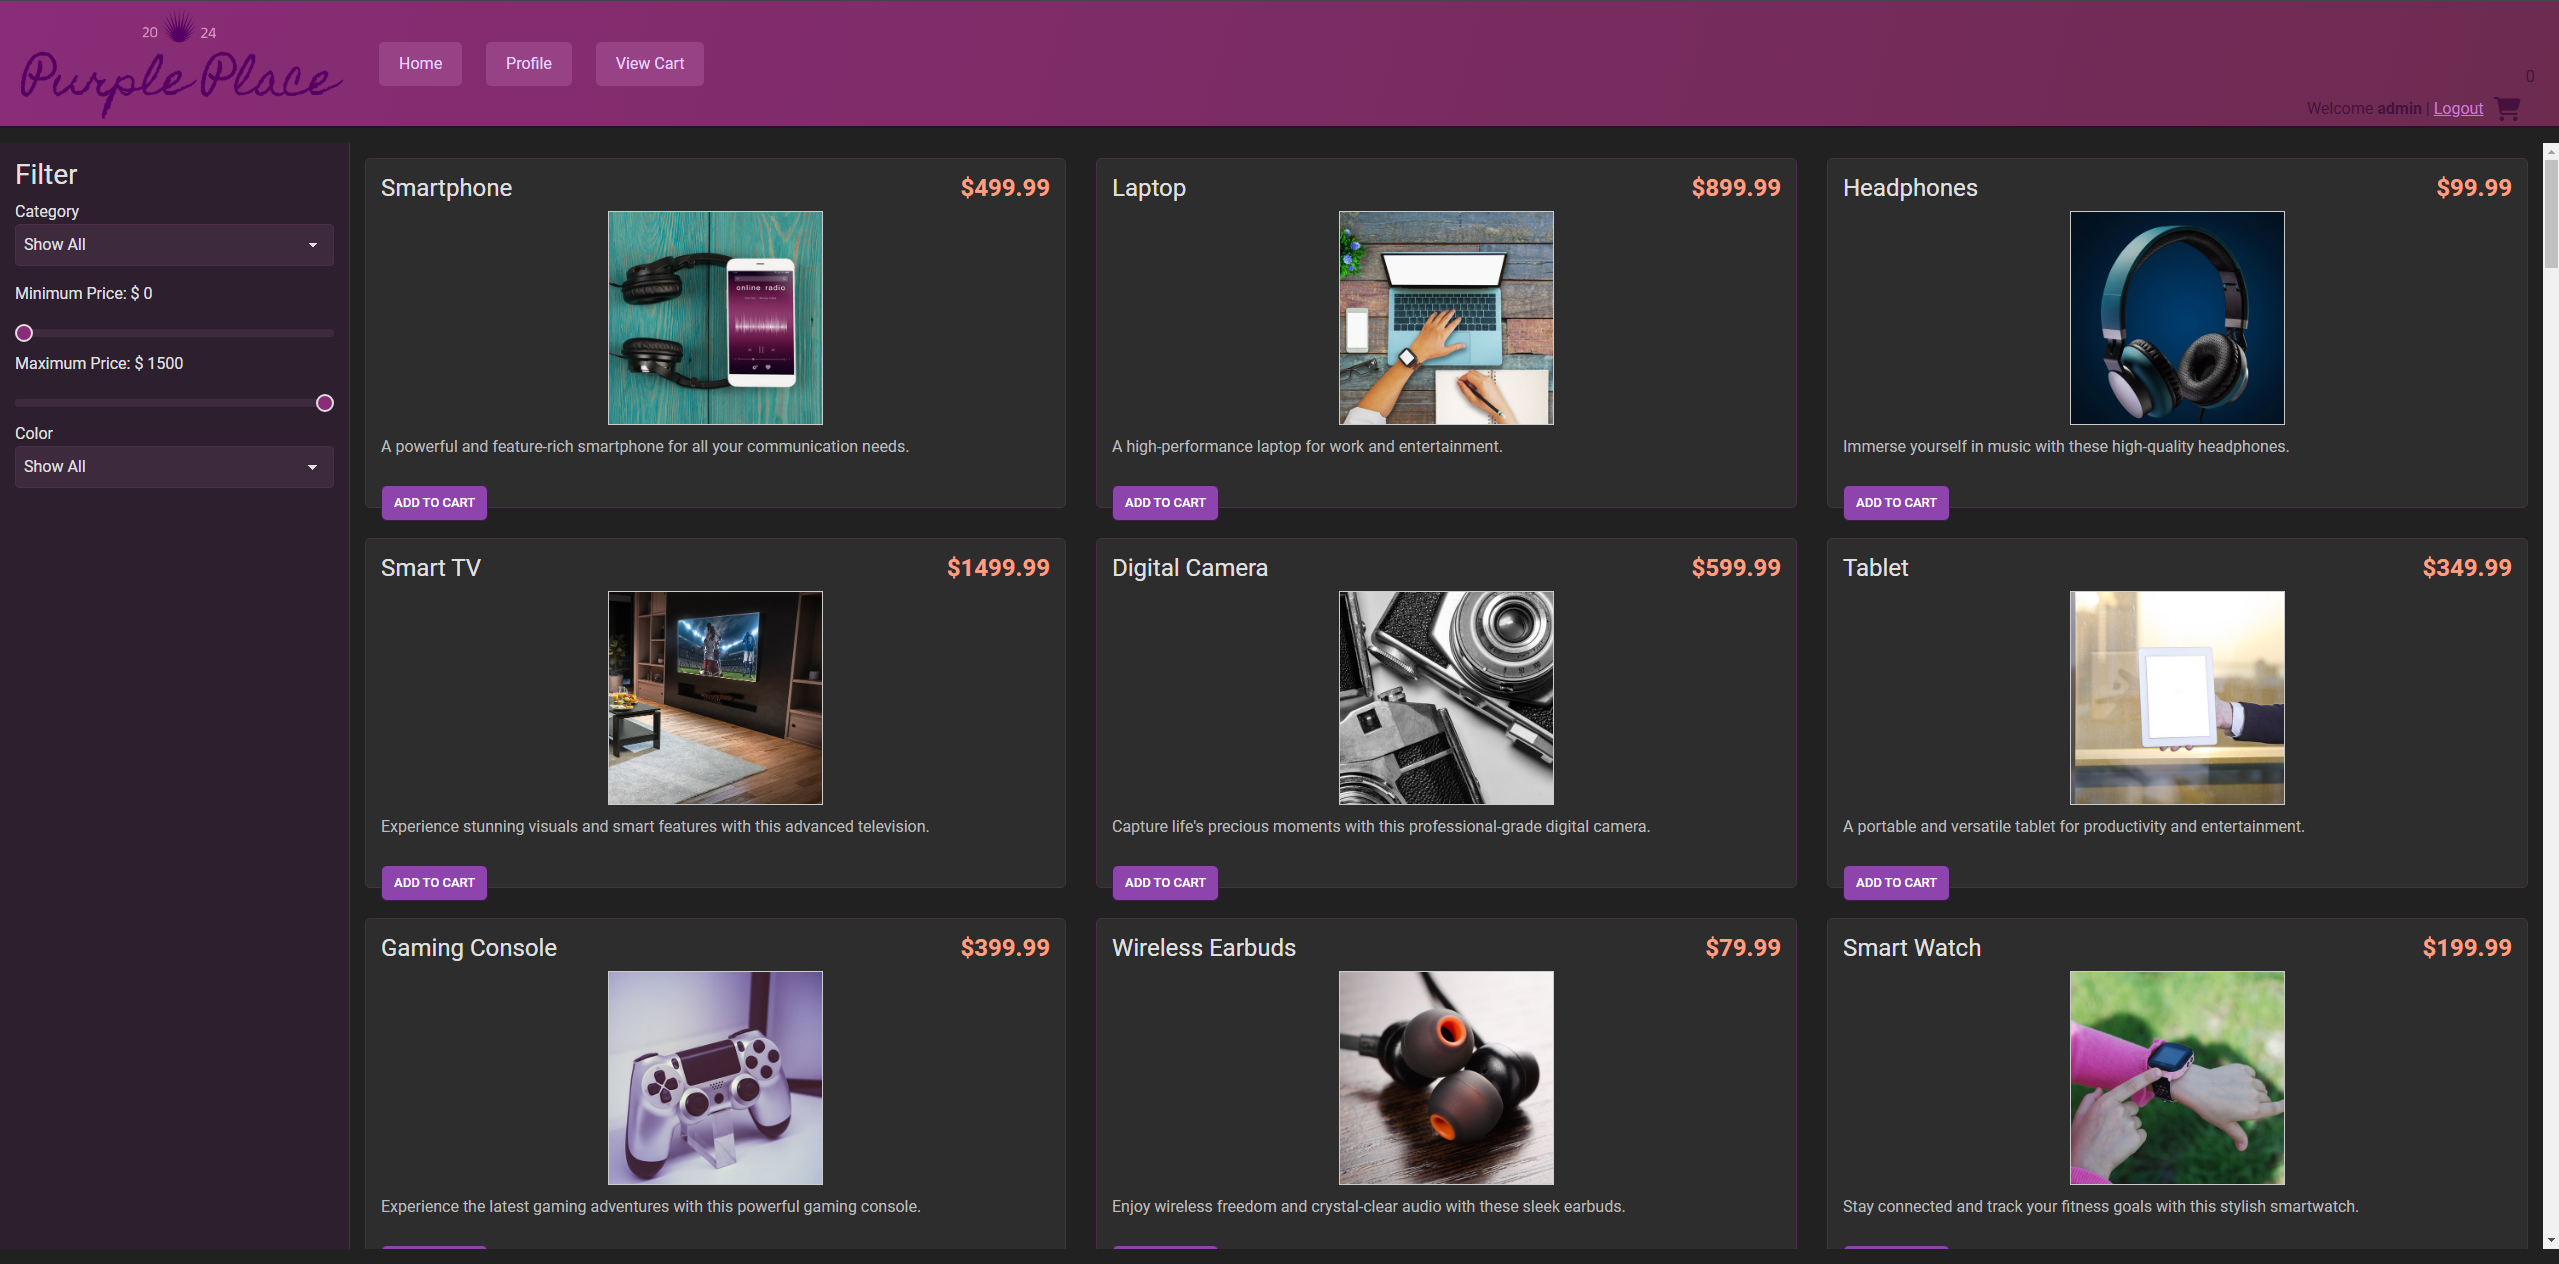 20 24
Purple Place
Home
Profile
View Cart
0
Welcome admin | Logout
Filter
Category
Show All
Minimum Price: $ 0
Maximum Price: $ 1500
Color
Show All
Smartphone $499.99
online radio
A powerful and feature-rich smartphone for all your communication needs.
ADD TO CART
Laptop $899.99
A high-performance laptop for work and entertainment.
ADD TO CART
Headphones $99.99
Immerse yourself in music with these high-quality headphones.
ADD TO CART
Smart TV $1499.99
Experience stunning visuals and smart features with this advanced television.
ADD TO CART
Digital Camera $599.99
Capture life's precious moments with this professional-grade digital camera.
ADD TO CART
Tablet $349.99
A portable and versatile tablet for productivity and entertainment.
ADD TO CART
Gaming Console $399.99
Experience the latest gaming adventures with this powerful gaming console.
Wireless Earbuds $79.99
Enjoy wireless freedom and crystal-clear audio with these sleek earbuds.
Smart Watch $199.99
Stay connected and track your fitness goals with this stylish smartwatch.